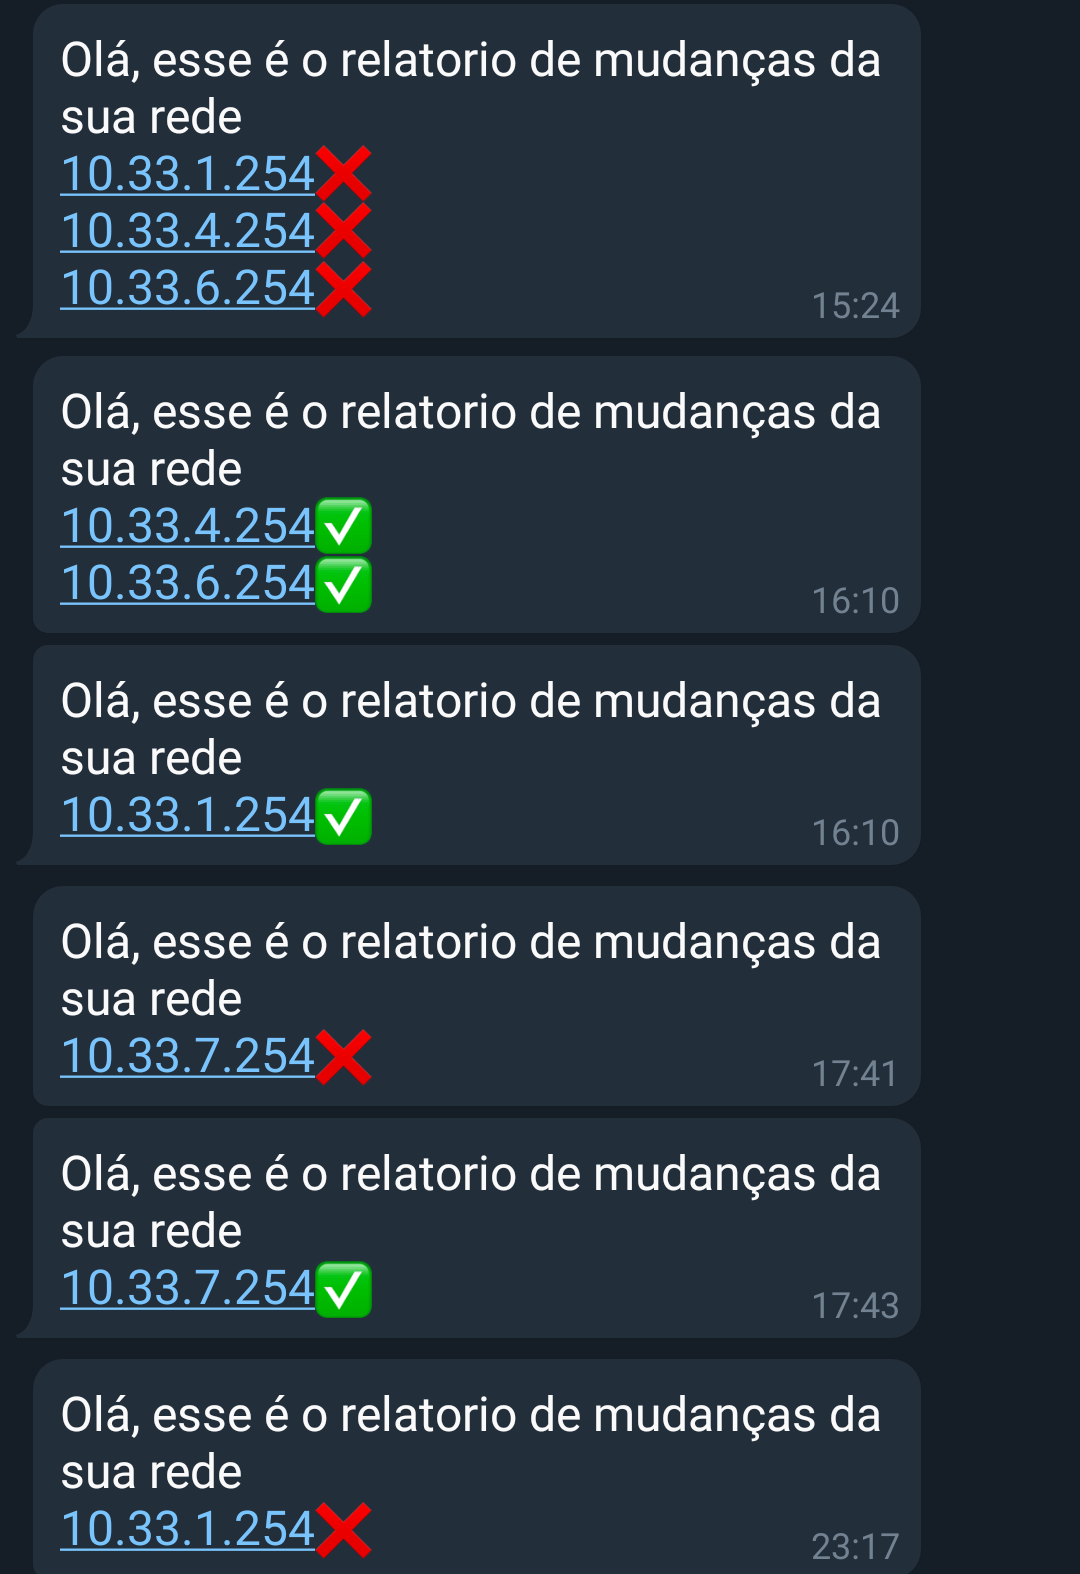 Olá, esse é o relatorio de mudanças da
sua rede
10.33.1.254❌
10.33.4.254❌
10.33.6.254❌
15:24
Olá, esse é o relatorio de mudanças da
sua rede
10.33.4.254✅
10.33.6.254✅
16:10
Olá, esse é o relatorio de mudanças da
sua rede
10.33.1.254✅
16:10
Olá, esse é o relatorio de mudanças da
sua rede
10.33.7.254❌
17:41
Olá, esse é o relatorio de mudanças da
sua rede
10.33.7.254✅
17:43
Olá, esse é o relatorio de mudanças da
sua rede
10.33.1.254❌
23:17